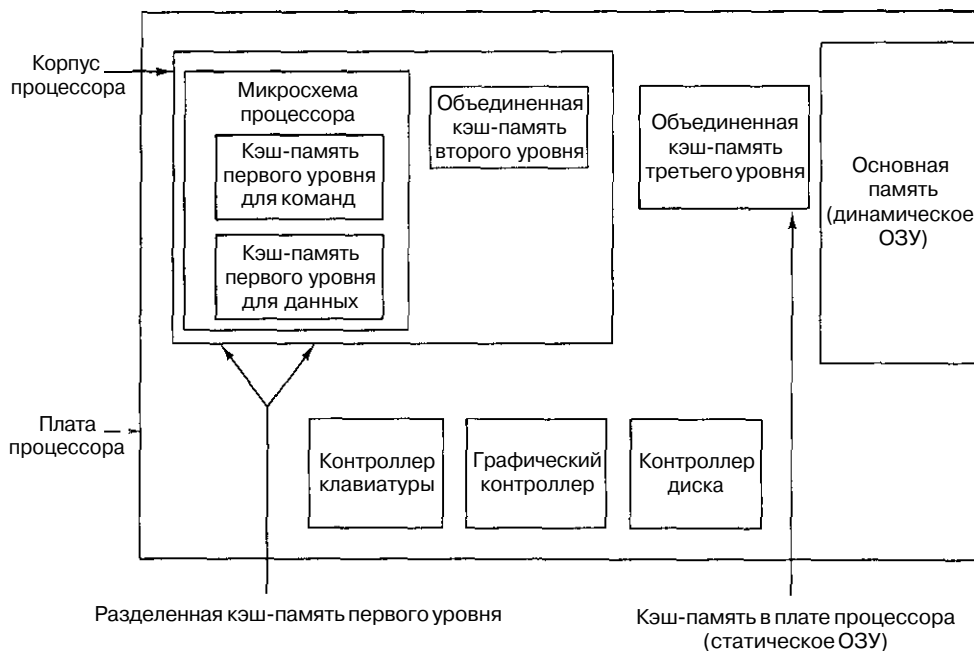 Корпус
процессора
Микросхема
процессора
Кэш-память
первого уровня
для команд
Кэш-память
первого уровня
для данных
Объединенная
кэш-память
второго уровня
Объединенная
кэш-память
третьего уровня
Основная
память
(динамическое
ОЗУ)
Плата
процессора
Контроллер
клавиатуры
Графический
контроллер
Контроллер
диска
Разделенная кэш-память первого уровня
Кэш-память в плате процессора
(статическое ОЗУ)